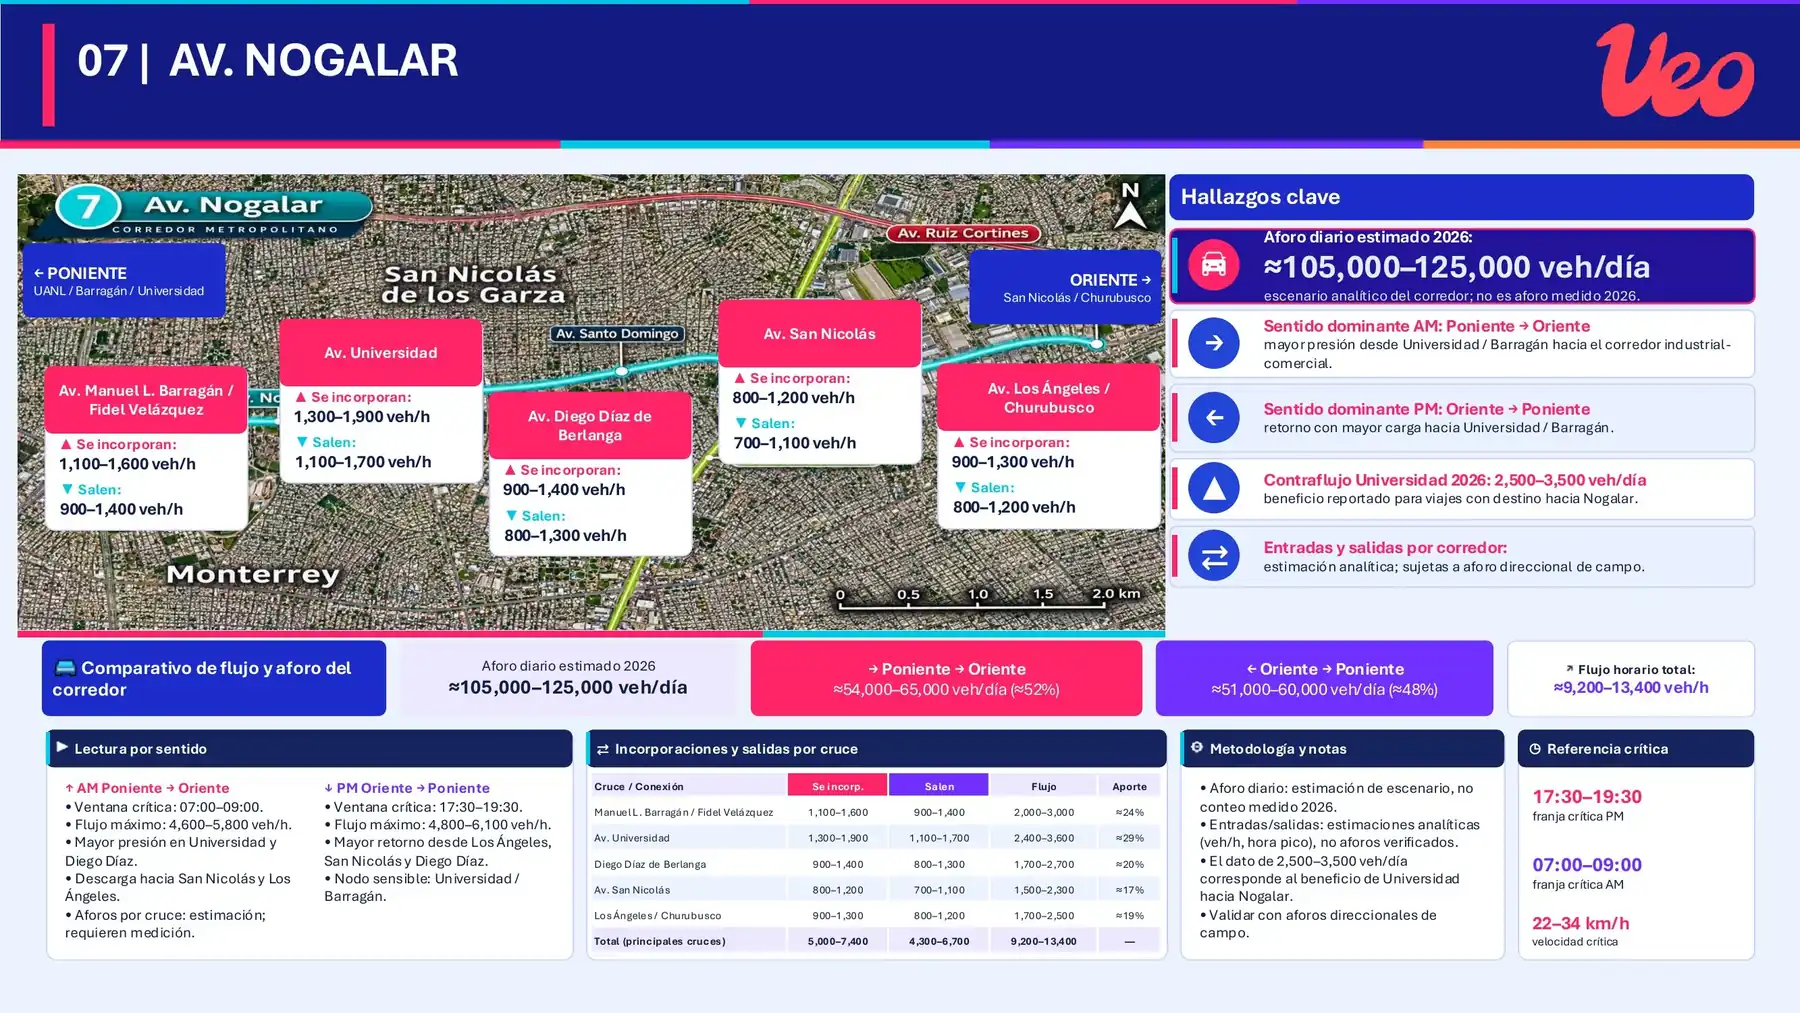 07 | AV. NOGALAR
Veo
7 Av. Nogalar
CORREDOR METROPOLITANO
← PONIENTE
UANL / Barragán / Universidad
San Nicolás
de los Garza
Av. Ruiz Cortines
N
ORIENTE →
San Nicolás / Churubusco
Av. Santo Domingo
Av. Manuel L. Barragán /
Fidel Velázquez
▲ Se incorporan:
1,100–1,600 veh/h
▼ Salen:
900–1,400 veh/h
Av. Universidad
▲ Se incorporan:
1,300–1,900 veh/h
▼ Salen:
1,100–1,700 veh/h
Av. Diego Díaz de
Berlanga
▲ Se incorporan:
900–1,400 veh/h
▼ Salen:
800–1,300 veh/h
Av. San Nicolás
▲ Se incorporan:
800–1,200 veh/h
▼ Salen:
700–1,100 veh/h
Av. Los Ángeles /
Churubusco
▲ Se incorporan:
900–1,300 veh/h
▼ Salen:
800–1,200 veh/h
Monterrey
0 0.5 1.0 1.5 2.0 km
Hallazgos clave
Aforo diario estimado 2026:
≈105,000–125,000 veh/día
escenario analítico del corredor; no es aforo medido 2026.
Sentido dominante AM: Poniente → Oriente
mayor presión desde Universidad / Barragán hacia el corredor industrial-
comercial.
Sentido dominante PM: Oriente → Poniente
retorno con mayor carga hacia Universidad / Barragán.
Contraflujo Universidad 2026: 2,500–3,500 veh/día
beneficio reportado para viajes con destino hacia Nogalar.
Entradas y salidas por corredor:
estimación analítica; sujetas a aforo direccional de campo.
Comparativo de flujo y aforo del
corredor
Aforo diario estimado 2026
≈105,000–125,000 veh/día
→ Poniente → Oriente
≈54,000–65,000 veh/día (≈52%)
← Oriente → Poniente
≈51,000–60,000 veh/día (≈48%)
↗ Flujo horario total:
≈9,200–13,400 veh/h
Lectura por sentido
↑ AM Poniente → Oriente
• Ventana crítica: 07:00–09:00.
• Flujo máximo: 4,600–5,800 veh/h.
• Mayor presión en Universidad y
Diego Díaz.
• Descarga hacia San Nicolás y Los
Ángeles.
• Aforos por cruce: estimación;
requieren medición.
↓ PM Oriente → Poniente
• Ventana crítica: 17:30–19:30.
• Flujo máximo: 4,800–6,100 veh/h.
• Mayor retorno desde Los Ángeles,
San Nicolás y Diego Díaz.
• Nodo sensible: Universidad /
Barragán.
⇄ Incorporaciones y salidas por cruce
Cruce / Conexión Se incorp. Salen Flujo Aporte
Manuel L. Barragán / Fidel Velázquez 1,100–1,600 900–1,400 2,000–3,000 ≈24%
Av. Universidad 1,300–1,900 1,100–1,700 2,400–3,600 ≈29%
Diego Díaz de Berlanga 900–1,400 800–1,300 1,700–2,700 ≈20%
Av. San Nicolás 800–1,200 700–1,100 1,500–2,300 ≈17%
Los Ángeles / Churubusco 900–1,300 800–1,200 1,700–2,500 ≈19%
Total (principales cruces) 5,000–7,400 4,300–6,700 9,200–13,400 —
Metodología y notas
• Aforo diario: estimación de escenario, no
conteo medido 2026.
• Entradas/salidas: estimaciones analíticas
(veh/h, hora pico), no aforos verificados.
• El dato de 2,500–3,500 veh/día
corresponde al beneficio de Universidad
hacia Nogalar.
• Validar con aforos direccionales de
campo.
Referencia crítica
17:30–19:30
franja crítica PM
07:00–09:00
franja crítica AM
22–34 km/h
velocidad crítica